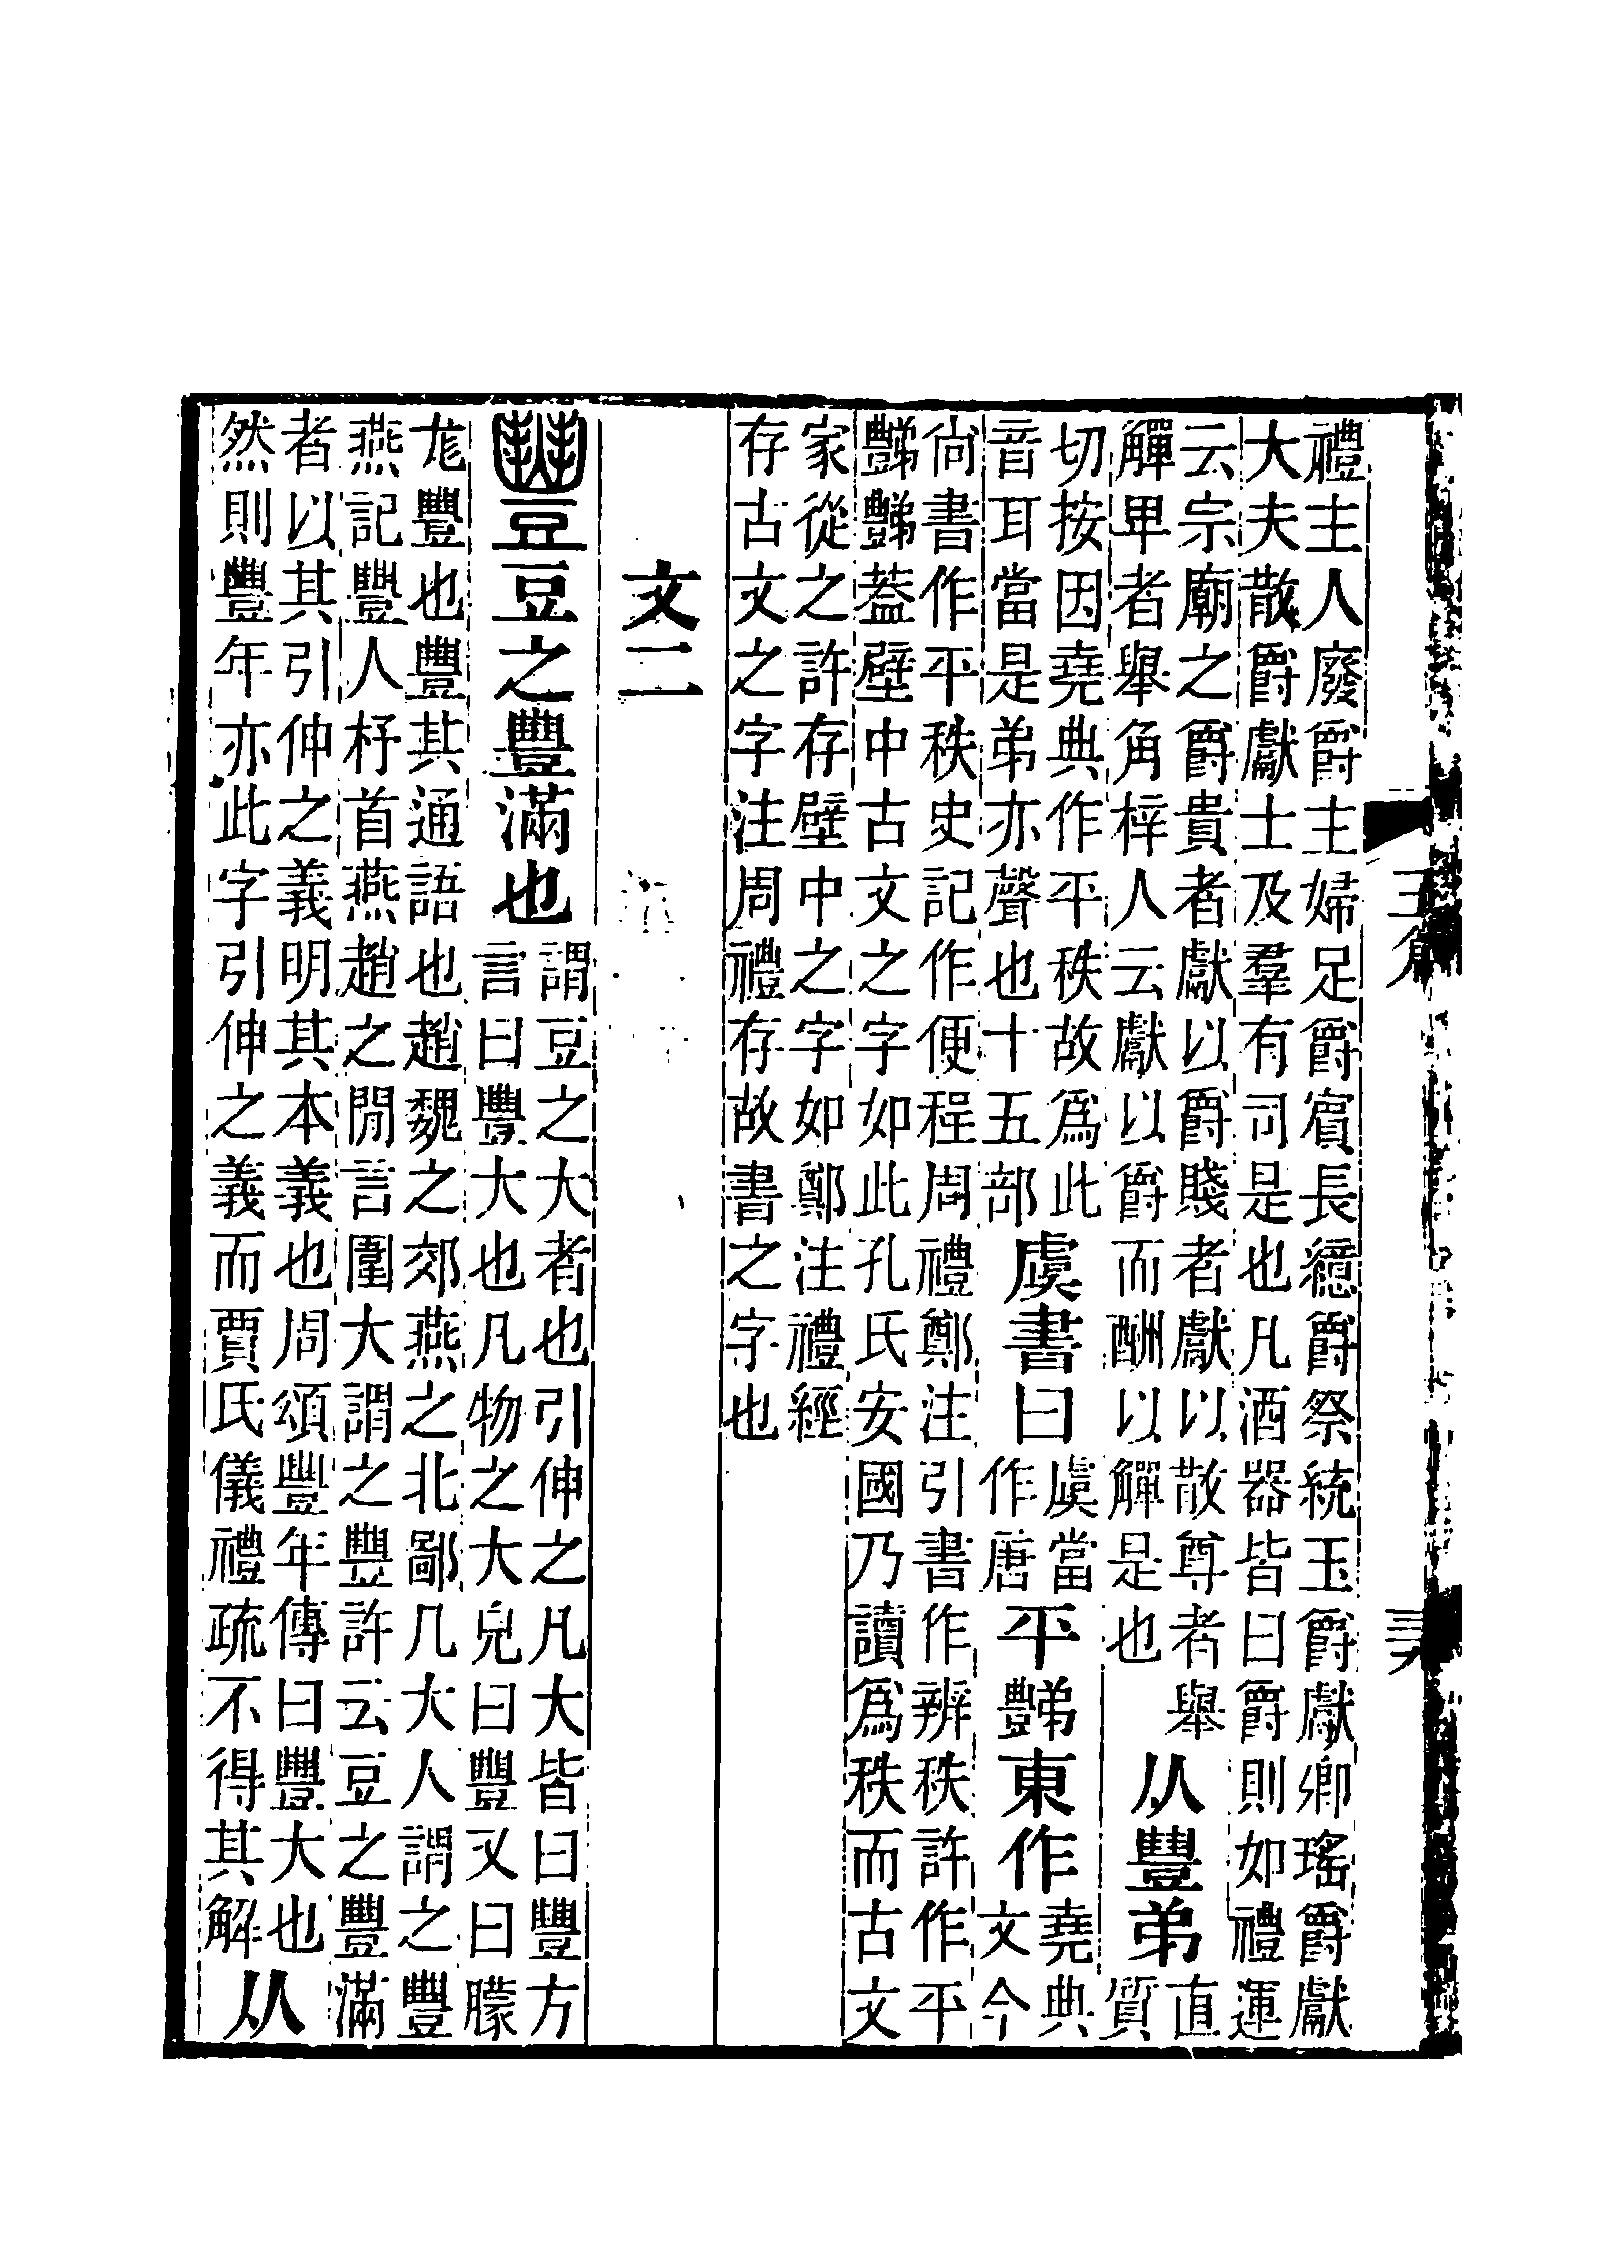 禮主人廢爵主婦足爵賓長繶爵祭統玉爵獻卿瑤爵獻
大夫散爵獻士及羣有司是也凡酒器皆曰爵則如禮運
云宗廟之爵貴者獻以爵賤者獻以散尊者舉
觶卑者舉角梓人云獻以爵而酬以觶是也
从豐弟
直
質
切按因堯典作平秩故爲此
音耳當是弟亦聲也十五部
虞書曰
虞當
作唐
平𧯮東作
堯典
文今
尙書作平秩史記作便程周禮鄭注引書作辨秩許作平
𧯮𧯮蓋壁中古文之字如此孔氏安國乃讀爲秩而古文
家從之許存壁中之字如鄭注禮經
存古文之字注周禮存故書之字也
文二
豐豆之豐滿也
謂豆之大者也引伸之凡大皆曰豐方
言曰豐大也凡物之大皃曰豐又曰朦
尨豐也豐其通語也趙魏之郊燕之北鄙凡大人謂之豐
燕記豐人杼首燕趙之閒言圍大謂之豐許云豆之豐滿
者以其引伸之義明其本義也周頌豐年傳曰豐大也
然則豐年亦此字引伸之義而賈氏儀禮疏不得其解
从
五篇